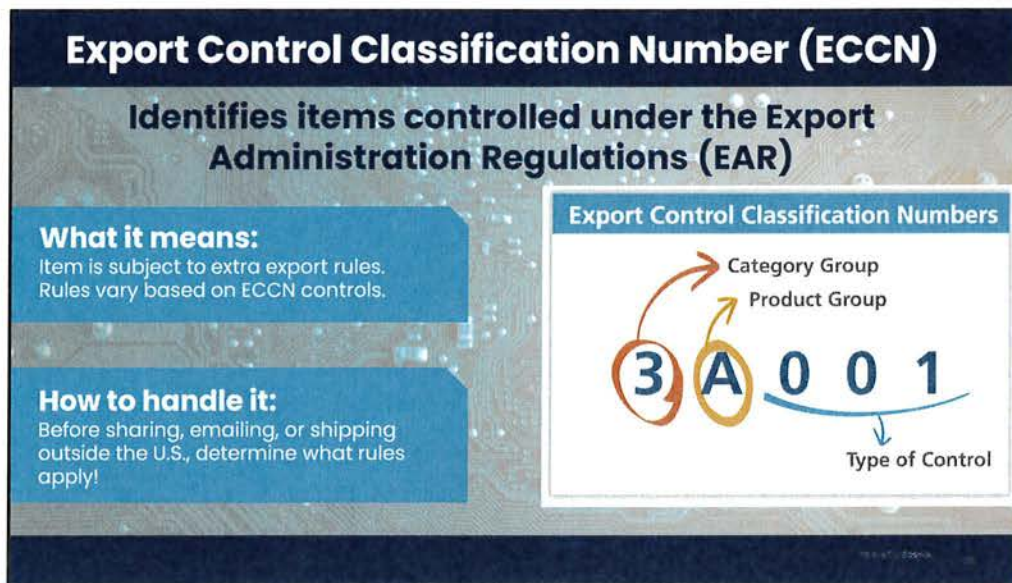 Export Control Classification Number (ECCN)
Identifies items controlled under the Export
Administration Regulations (EAR)
What it means:
Item is subject to extra export rules.
Rules vary based on ECCN controls.
How to handle it:
Before sharing, emailing, or shipping
outside the U.S., determine what rules
apply!
Export Control Classification Numbers
Category Group
Product Group
3 A 0 0 1
Type of Control